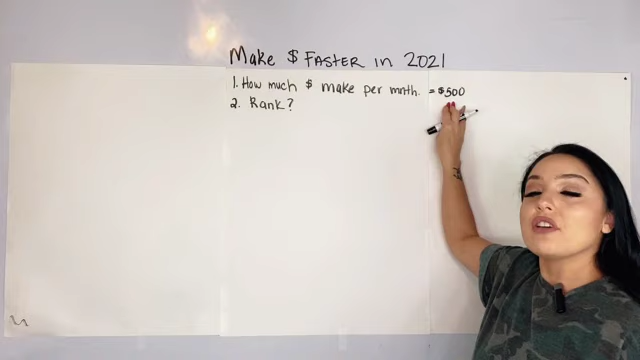 Make $ FASTER in 2021
1. How much $ make per mnth. = $500
2. Rank?